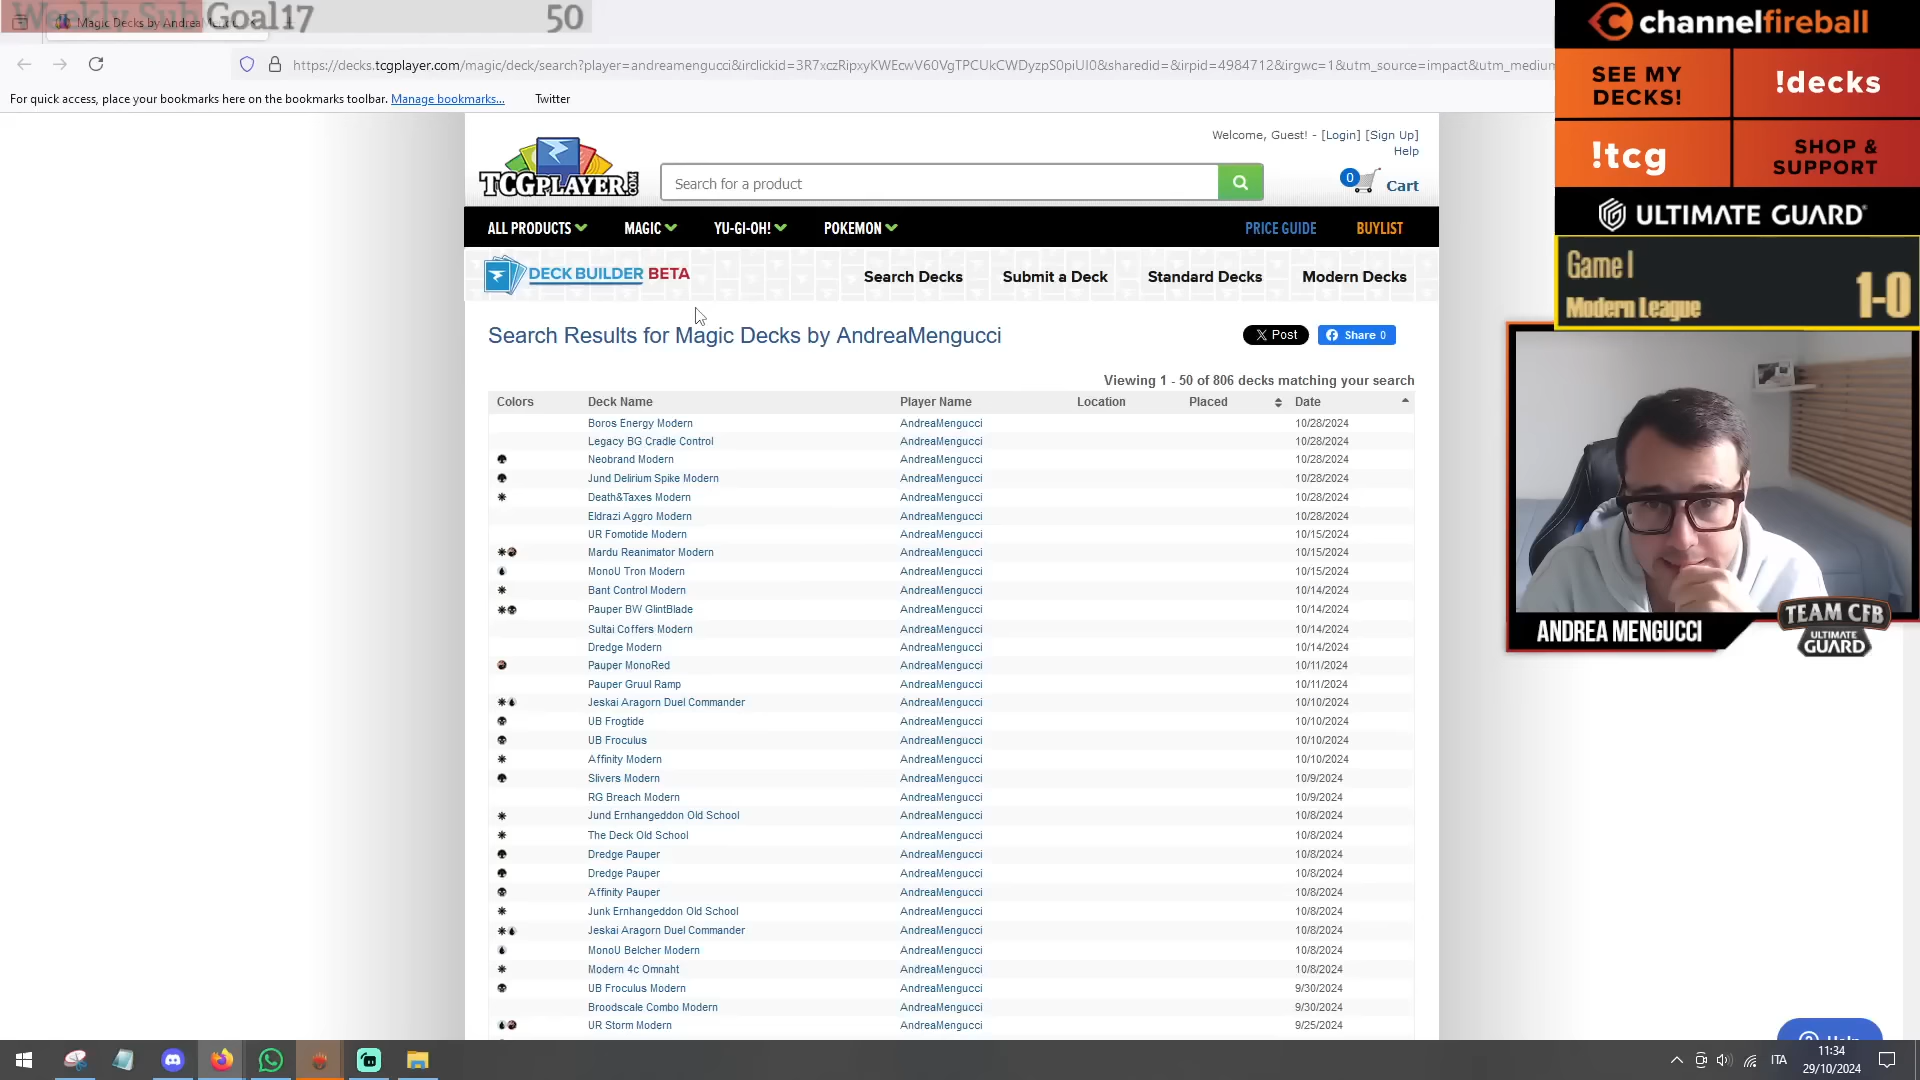 Weekly Sub Goal 17
50
Magic Decks by AndreaMengu
https://decks.tcgplayer.com/magic/deck/search?player=andreamengucci&irclickid=3R7xczRipxyKWEcwV60VgTPCUkCWDyzpS0piUI0&sharedid=&irpid=4984712&irgwc=1&utm_source=impact&utm_medium
For quick access, place your bookmarks here on the bookmarks toolbar. Manage bookmarks...
Twitter
Welcome, Guest! - [Login] [Sign Up]
Help
TCGPLAYER.COM
Search for a product
0
Cart
ALL PRODUCTS
MAGIC
YU-GI-OH!
POKEMON
PRICE GUIDE
BUYLIST
DECK BUILDER BETA
Search Decks
Submit a Deck
Standard Decks
Modern Decks
Search Results for Magic Decks by AndreaMengucci
X Post
Share 0
Viewing 1 - 50 of 806 decks matching your search
Colors Deck Name Player Name Location Placed Date
Boros Energy Modern AndreaMengucci 10/28/2024
Legacy BG Cradle Control AndreaMengucci 10/28/2024
Neobrand Modern AndreaMengucci 10/28/2024
Jund Delirium Spike Modern AndreaMengucci 10/28/2024
Death&Taxes Modern AndreaMengucci 10/28/2024
Eldrazi Aggro Modern AndreaMengucci 10/28/2024
UR Fomotide Modern AndreaMengucci 10/15/2024
Mardu Reanimator Modern AndreaMengucci 10/15/2024
MonoU Tron Modern AndreaMengucci 10/15/2024
Bant Control Modern AndreaMengucci 10/14/2024
Pauper BW GlintBlade AndreaMengucci 10/14/2024
Sultai Coffers Modern AndreaMengucci 10/14/2024
Dredge Modern AndreaMengucci 10/14/2024
Pauper MonoRed AndreaMengucci 10/11/2024
Pauper Gruul Ramp AndreaMengucci 10/11/2024
Jeskai Aragorn Duel Commander AndreaMengucci 10/10/2024
UB Frogtide AndreaMengucci 10/10/2024
UB Froculus AndreaMengucci 10/10/2024
Affinity Modern AndreaMengucci 10/10/2024
Slivers Modern AndreaMengucci 10/9/2024
RG Breach Modern AndreaMengucci 10/9/2024
Jund Ernhangeddon Old School AndreaMengucci 10/8/2024
The Deck Old School AndreaMengucci 10/8/2024
Dredge Pauper AndreaMengucci 10/8/2024
Dredge Pauper AndreaMengucci 10/8/2024
Affinity Pauper AndreaMengucci 10/8/2024
Junk Ernhangeddon Old School AndreaMengucci 10/8/2024
Jeskai Aragorn Duel Commander AndreaMengucci 10/8/2024
MonoU Belcher Modern AndreaMengucci 10/8/2024
Modern 4c Omnaht AndreaMengucci 10/8/2024
UB Froculus Modern AndreaMengucci 9/30/2024
Broodscale Combo Modern AndreaMengucci 9/30/2024
UR Storm Modern AndreaMengucci 9/25/2024
channelfireball
SEE MY DECKS!
!decks
!tcg
SHOP & SUPPORT
ULTIMATE GUARD
Game 1
Modern League
1-0
ANDREA MENGUCCI
TEAM CFB
ULTIMATE GUARD
Help
ITA
11:34
29/10/2024